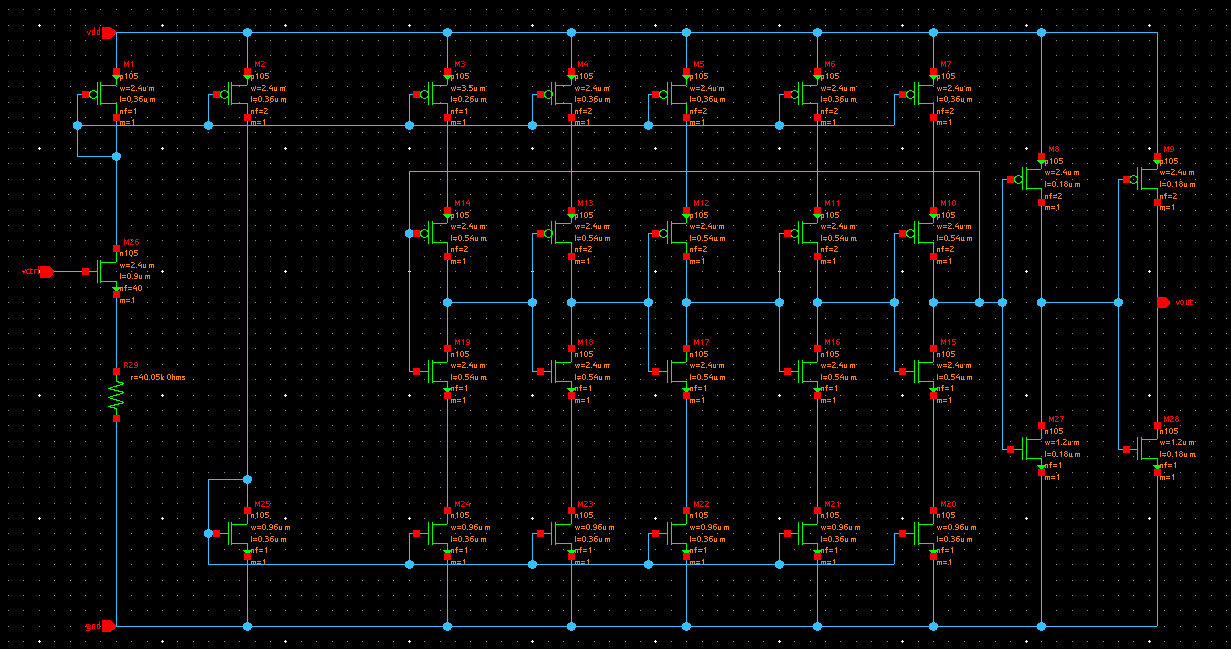 vdd
M1
p105
w=2.4u m
l=0.36u m
nf=1
m=1
M2
p105
w=2.4u m
l=0.36u m
nf=2
m=1
M3
p105
w=3.5u m
l=0.26u m
nf=2
m=1
M4
p105
w=2.4u m
l=0.36u m
nf=2
m=1
M5
p105
w=2.4u m
l=0.36u m
nf=2
m=1
M6
p105
w=2.4u m
l=0.36u m
nf=2
m=1
M7
p105
w=2.4u m
l=0.36u m
nf=2
m=1
M8
p105
w=2.4u m
l=0.18u m
nf=2
m=1
M9
p105
w=2.4u m
l=0.18u m
nf=2
m=1
M14
p105
w=2.4u m
l=0.54u m
nf=2
m=1
M13
p105
w=2.4u m
l=0.54u m
nf=2
m=1
M12
p105
w=2.4u m
l=0.54u m
nf=2
m=1
M11
p105
w=2.4u m
l=0.54u m
nf=2
m=1
M10
p105
w=2.4u m
l=0.54u m
nf=2
m=1
vctrl
M26
n105
w=2.4u m
l=0.9u m
nf=40
m=1
vout
R29
r=40.05k Ohms
M19
n105
w=2.4u m
l=0.54u m
nf=1
m=1
M18
n105
w=2.4u m
l=0.54u m
nf=1
m=1
M17
n105
w=2.4u m
l=0.54u m
nf=1
m=1
M16
n105
w=2.4u m
l=0.54u m
nf=1
m=1
M15
n105
w=2.4u m
l=0.54u m
nf=1
m=1
M27
n105
w=1.2u m
l=0.18u m
nf=1
m=1
M28
n105
w=1.2u m
l=0.18u m
nf=1
m=1
M25
n105
w=0.96u m
l=0.36u m
nf=1
m=1
M24
n105
w=0.96u m
l=0.36u m
nf=1
m=1
M23
n105
w=0.96u m
l=0.36u m
nf=1
m=1
M22
n105
w=0.96u m
l=0.36u m
nf=1
m=1
M21
n105
w=0.96u m
l=0.36u m
nf=1
m=1
M20
n105
w=0.96u m
l=0.36u m
nf=1
m=1
gnd